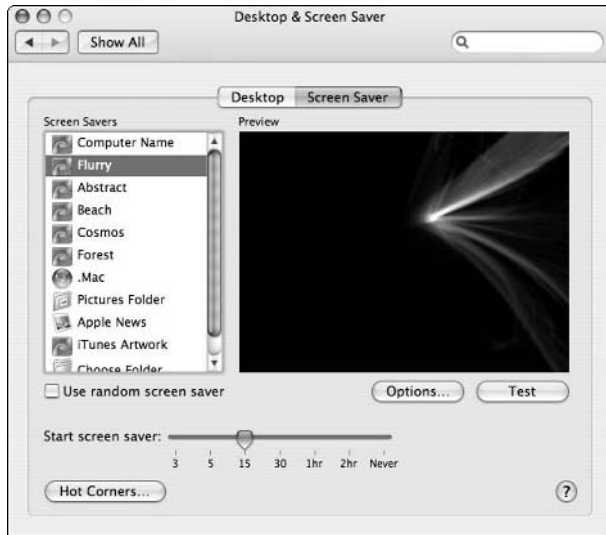 Desktop & Screen Saver
Show All
Desktop
Screen Saver
Screen Savers
Preview
Computer Name
Flurry
Abstract
Beach
Cosmos
Forest
.Mac
Pictures Folder
Apple News
iTunes Artwork
Choose Folder
Use random screen saver
Options...
Test
Start screen saver:
3 5 15 30 1hr 2hr Never
Hot Corners...
?